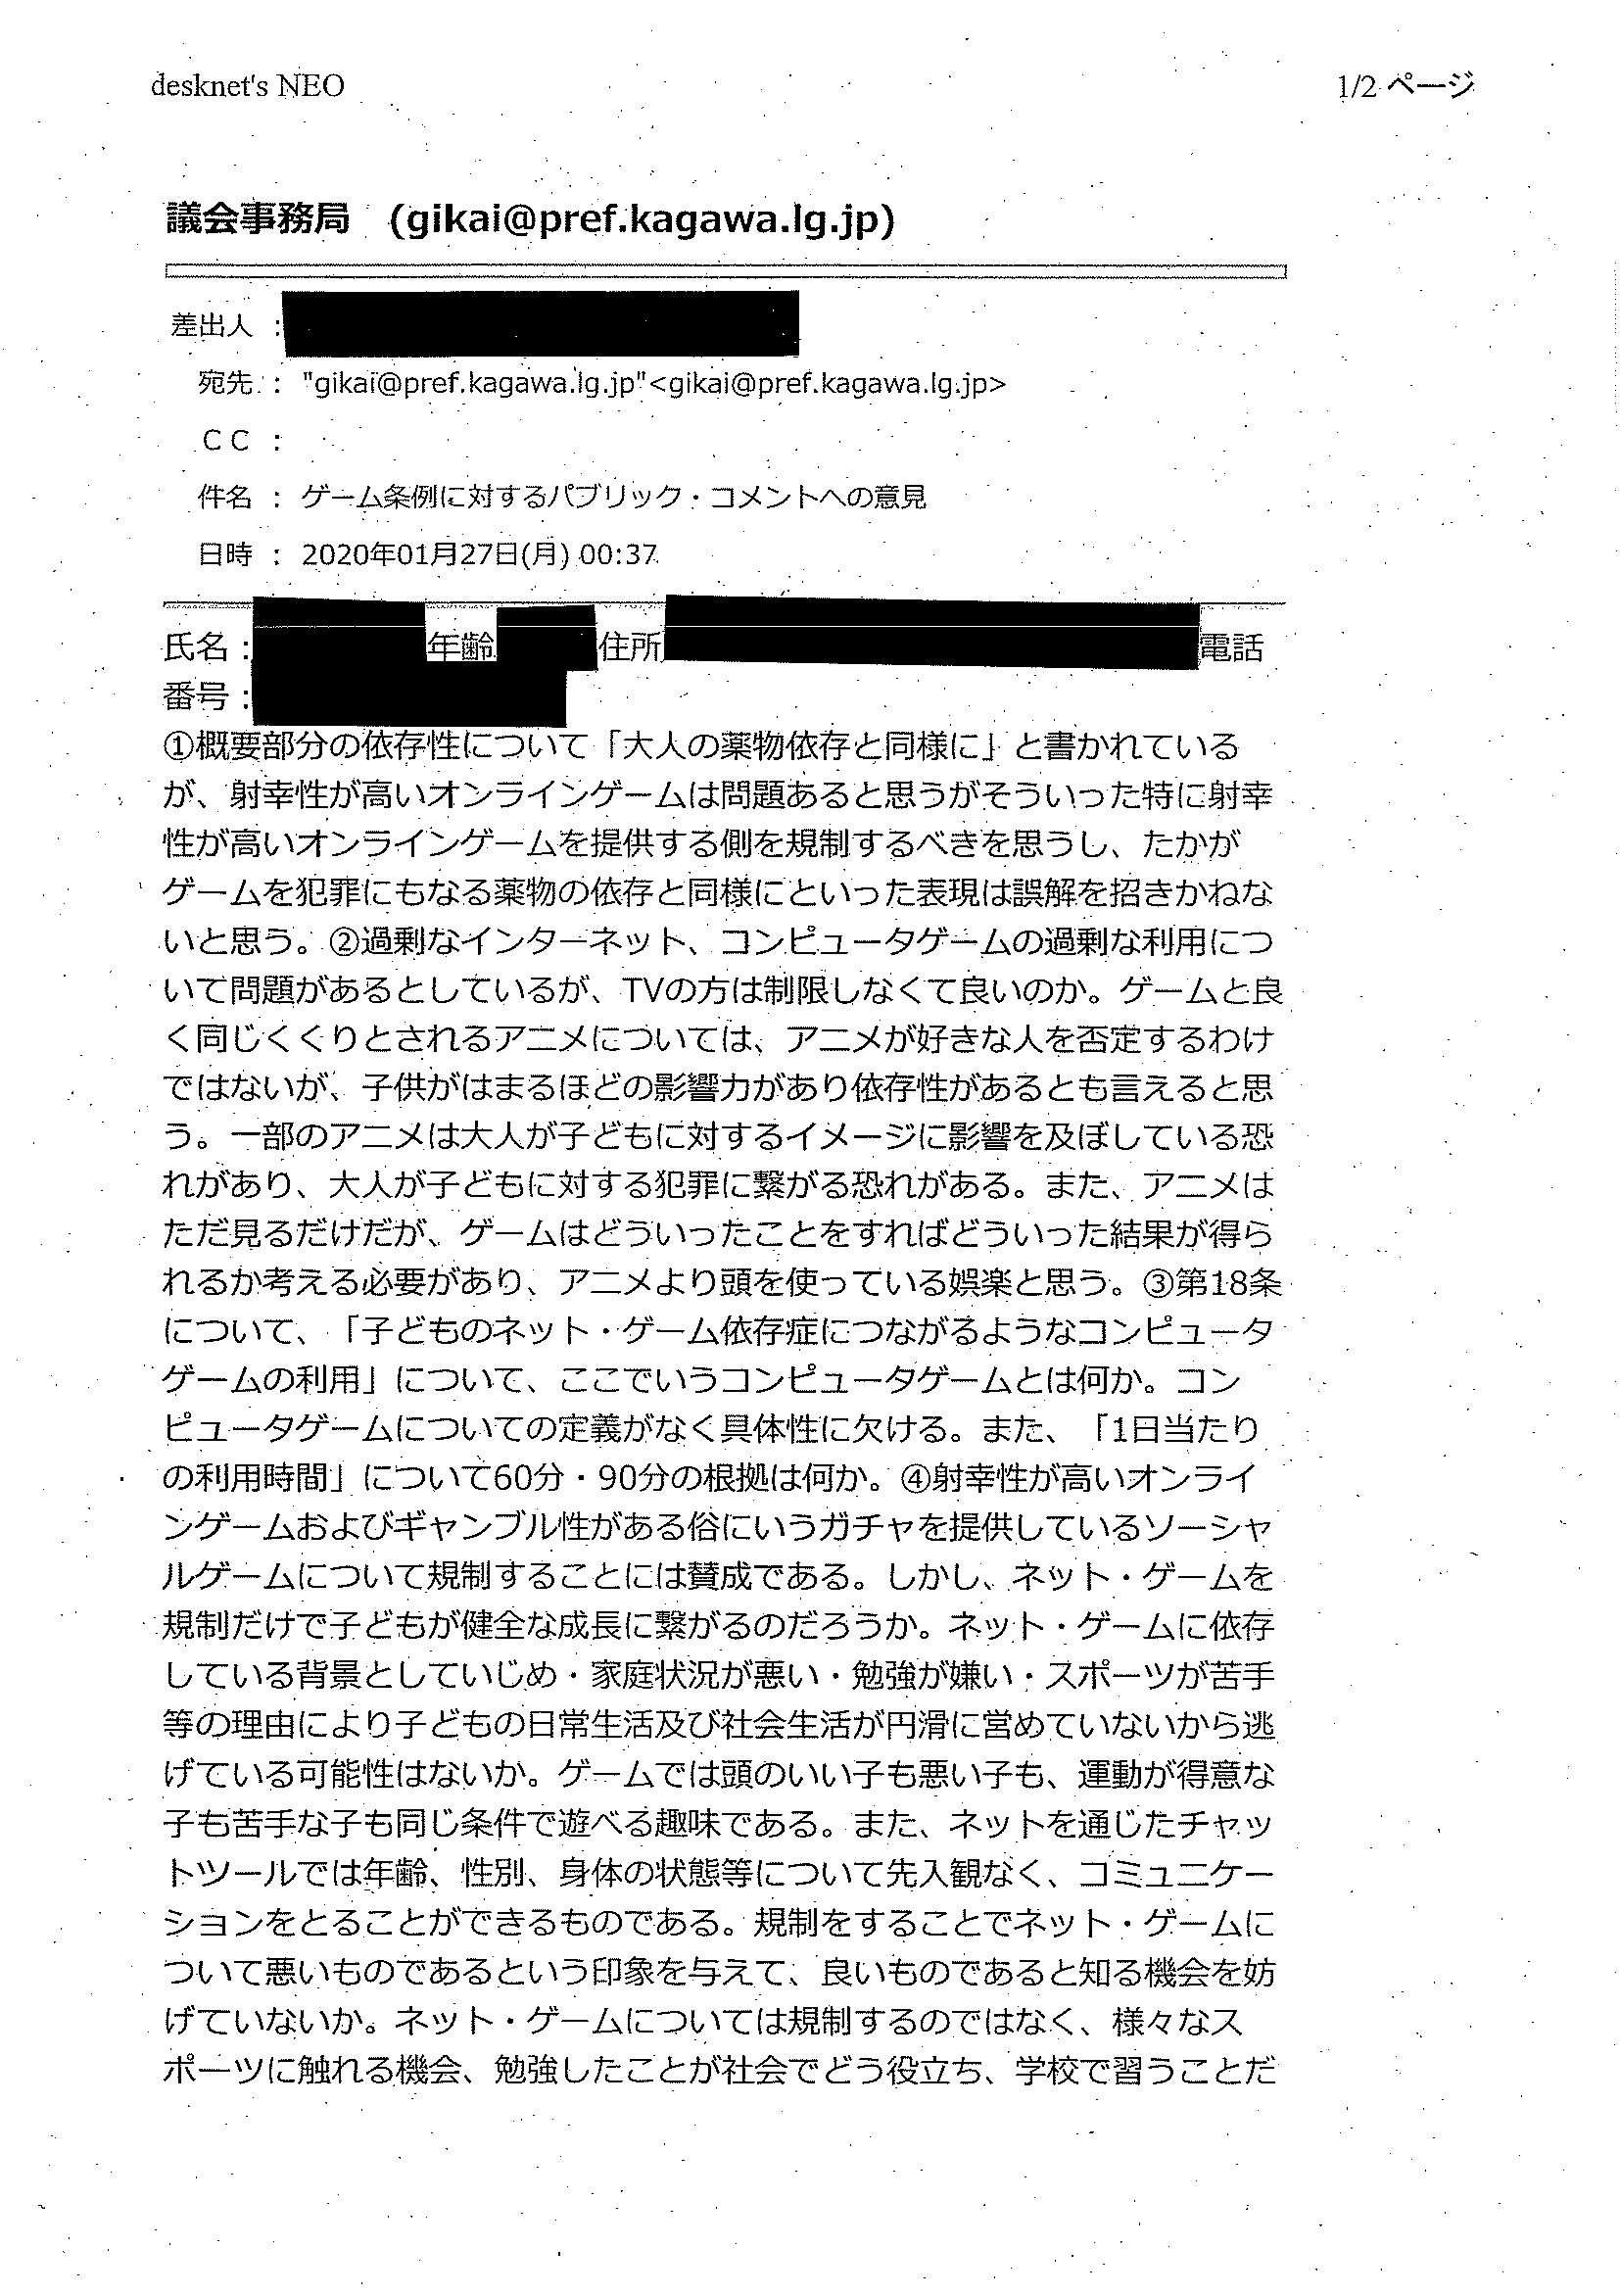 desknet's NEO
1/2 ページ
議会事務局 (gikai@pref.kagawa.lg.jp)
差出人 :
宛先 : "gikai@pref.kagawa.lg.jp"<gikai@pref.kagawa.lg.jp>
CC :
件名 : ゲーム条例に対するパブリック・コメントへの意見
日時 : 2020年01月27日(月) 00:37
氏名: 年齢 住所 電話
番号:
①概要部分の依存性について「大人の薬物依存と同様に」と書かれている
が、射幸性が高いオンラインゲームは問題あると思うがそういった特に射幸
性が高いオンラインゲームを提供する側を規制するべきを思うし、たかが
ゲームを犯罪にもなる薬物の依存と同様にといった表現は誤解を招きかねな
いと思う。②過剰なインターネット、コンピュータゲームの過剰な利用につ
いて問題があるとしているが、TVの方は制限しなくて良いのか。ゲームと良
く同じくくりとされるアニメについては、アニメが好きな人を否定するわけ
ではないが、子供がはまるほどの影響力があり依存性があるとも言えると思
う。一部のアニメは大人が子どもに対するイメージに影響を及ぼしている恐
れがあり、大人が子どもに対する犯罪に繋がる恐れがある。また、アニメは
ただ見るだけだが、ゲームはどういったことをすればどういった結果が得ら
れるか考える必要があり、アニメより頭を使っている娯楽と思う。③第18条
について、「子どものネット・ゲーム依存症につながるようなコンピュータ
ゲームの利用」について、ここでいうコンピュータゲームとは何か。コン
ピュータゲームについての定義がなく具体性に欠ける。また、「1日当たり
の利用時間」について60分・90分の根拠は何か。④射幸性が高いオンライ
ンゲームおよびギャンブル性がある俗にいうガチャを提供しているソーシャ
ルゲームについて規制することには賛成である。しかし、ネット・ゲームを
規制だけで子どもが健全な成長に繋がるのだろうか。ネット・ゲームに依存
している背景としていじめ・家庭状況が悪い・勉強が嫌い・スポーツが苦手
等の理由により子どもの日常生活及び社会生活が円滑に営めていないから逃
げている可能性はないか。ゲームでは頭のいい子も悪い子も、運動が得意な
子も苦手な子も同じ条件で遊べる趣味である。また、ネットを通じたチャッ
トツールでは年齢、性別、身体の状態等について先入観なく、コミュニケー
ションをとることができるものである。規制をすることでネット・ゲームに
ついて悪いものであるという印象を与えて、良いものであると知る機会を妨
げていないか。ネット・ゲームについては規制するのではなく、様々なス
ポーツに触れる機会、勉強したことが社会でどう役立ち、学校で習うことだ